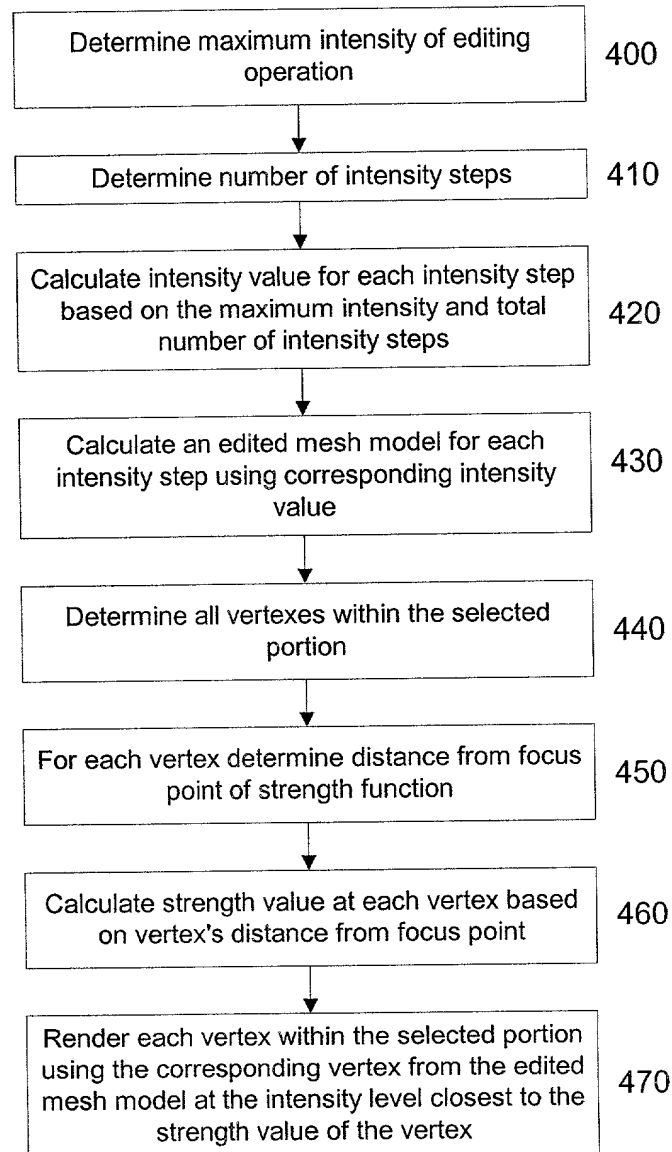 Determine maximum intensity of editing
operation
400
Determine number of intensity steps
410
Calculate intensity value for each intensity step
based on the maximum intensity and total
number of intensity steps
420
Calculate an edited mesh model for each
intensity step using corresponding intensity
value
430
Determine all vertexes within the selected
portion
440
For each vertex determine distance from focus
point of strength function
450
Calculate strength value at each vertex based
on vertex's distance from focus point
460
Render each vertex within the selected portion
using the corresponding vertex from the edited
mesh model at the intensity level closest to the
strength value of the vertex
470